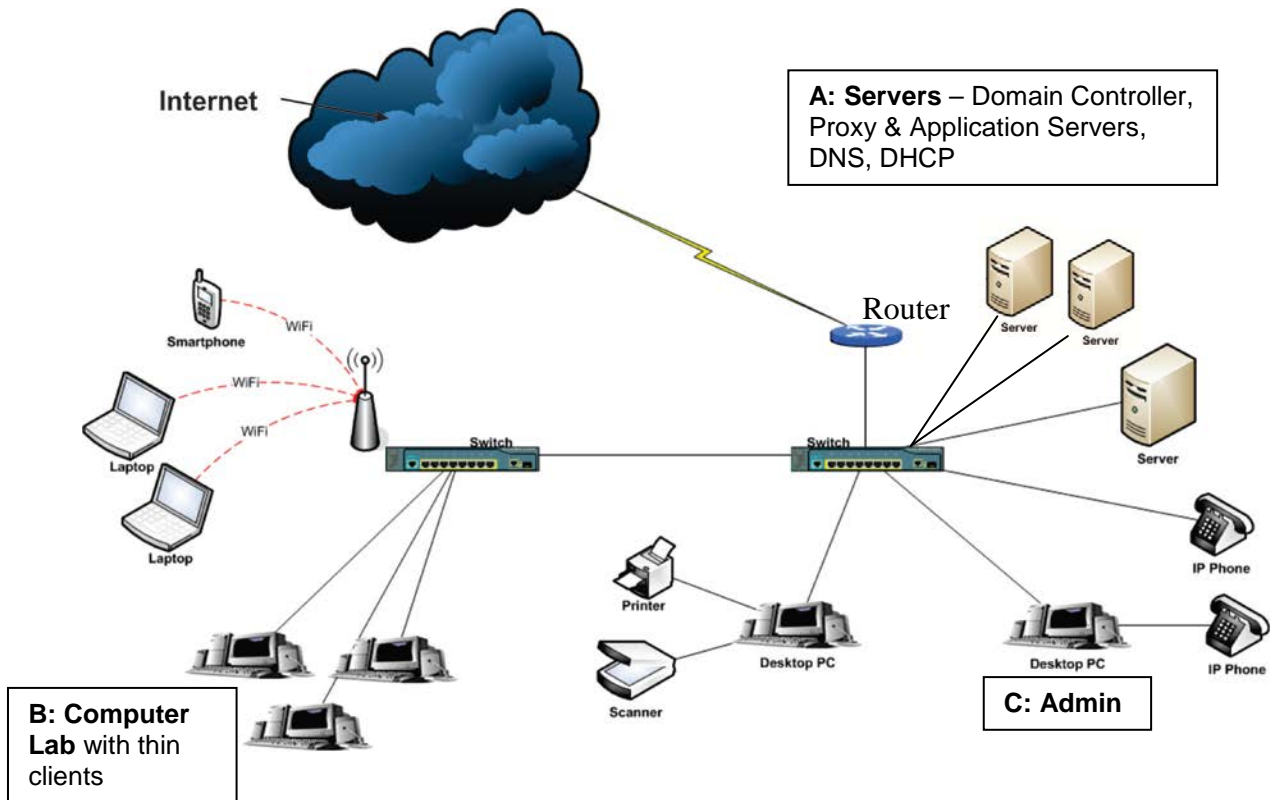 Internet
A: Servers – Domain Controller,
Proxy & Application Servers,
DNS, DHCP
Router
Server
Server
Server
Smartphone
WiFi
WiFi
WiFi
Laptop
Laptop
Switch
Switch
IP Phone
IP Phone
Printer
Scanner
Desktop PC
Desktop PC
B: Computer
Lab with thin
clients
C: Admin